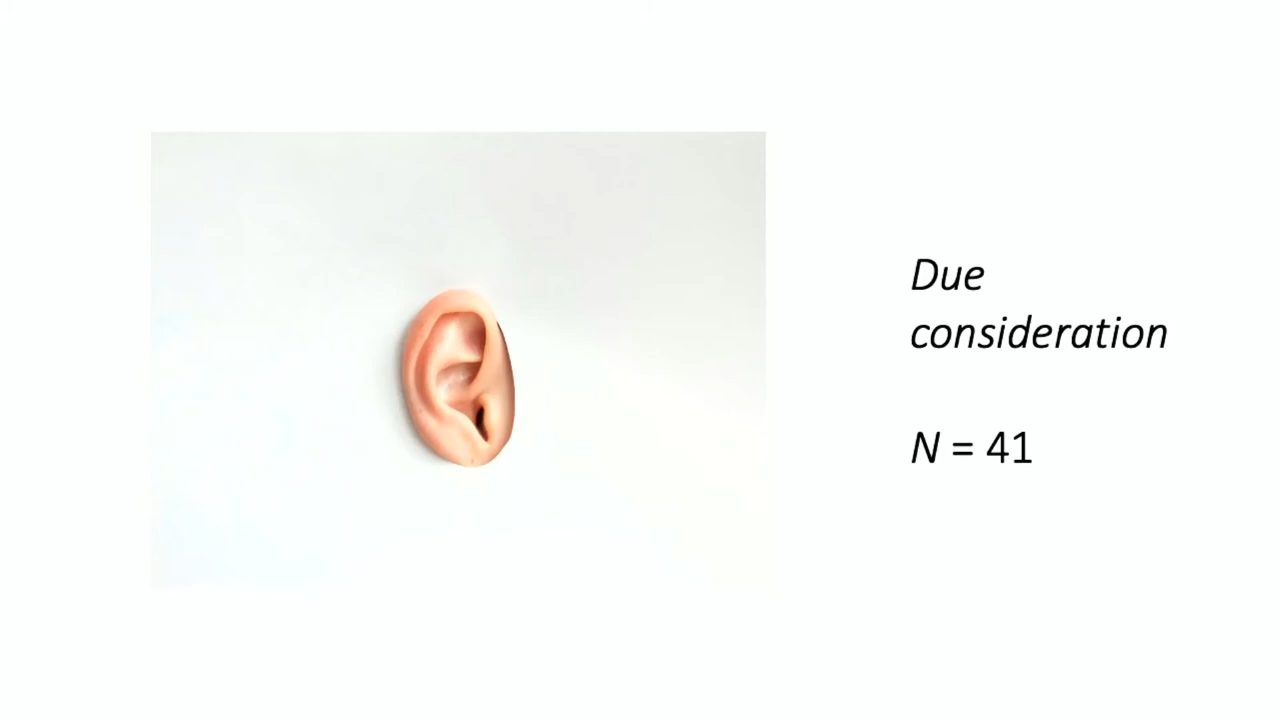 Due
consideration
N = 41